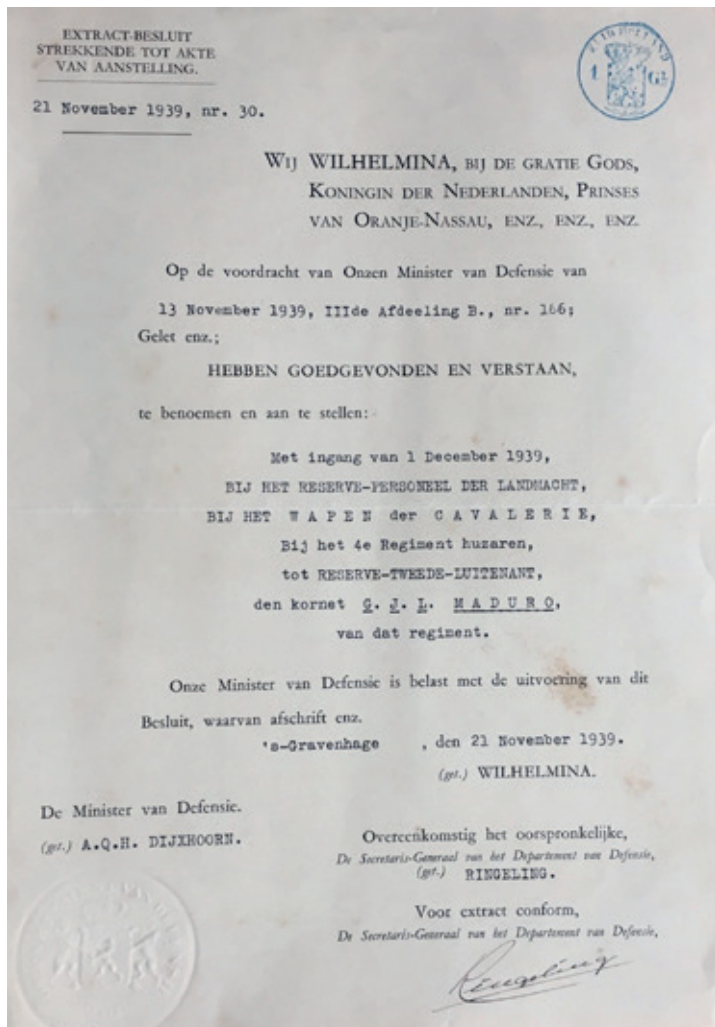 EXTRACT-BESLUIT
STREKKENDE TOT AKTE
VAN AANSTELLING.
21 November 1939, nr. 30.
WIJ WILHELMINA, BIJ DE GRATIE GODS,
KONINGIN DER NEDERLANDEN, PRINSES
VAN ORANJE-NASSAU, ENZ., ENZ., ENZ.
Op de voordracht van Onzen Minister van Defensie van
13 November 1939, IIIde Afdeeling B., nr. 166;
Gelet enz.;
HEBBEN GOEDGEVONDEN EN VERSTAAN,
te benoemen en aan te stellen:
Met ingang van 1 December 1939,
BIJ HET RESERVE-PERSONEEL DER LANDMACHT,
BIJ HET W A P E N der C A V A L E R I E,
Bij het 4e Regiment huzaren,
tot RESERVE-TWEEDE-LUITENANT,
den kornet G. J. L. M A D U R O,
van dat regiment.
Onze Minister van Defensie is belast met de uitvoering van dit
Besluit, waarvan afschrift enz.
's-Gravenhage , den 21 November 1939.
(get.) WILHELMINA.
De Minister van Defensie.
(get.) A.Q.H. DIJXHOORN.
Overeenkomstig het oorspronkelijke,
De Secretaris-Generaal van het Departement van Defensie,
(get.) RINGELING.
Voor extract conform,
De Secretaris-Generaal van het Departement van Defensie,
Ringeling